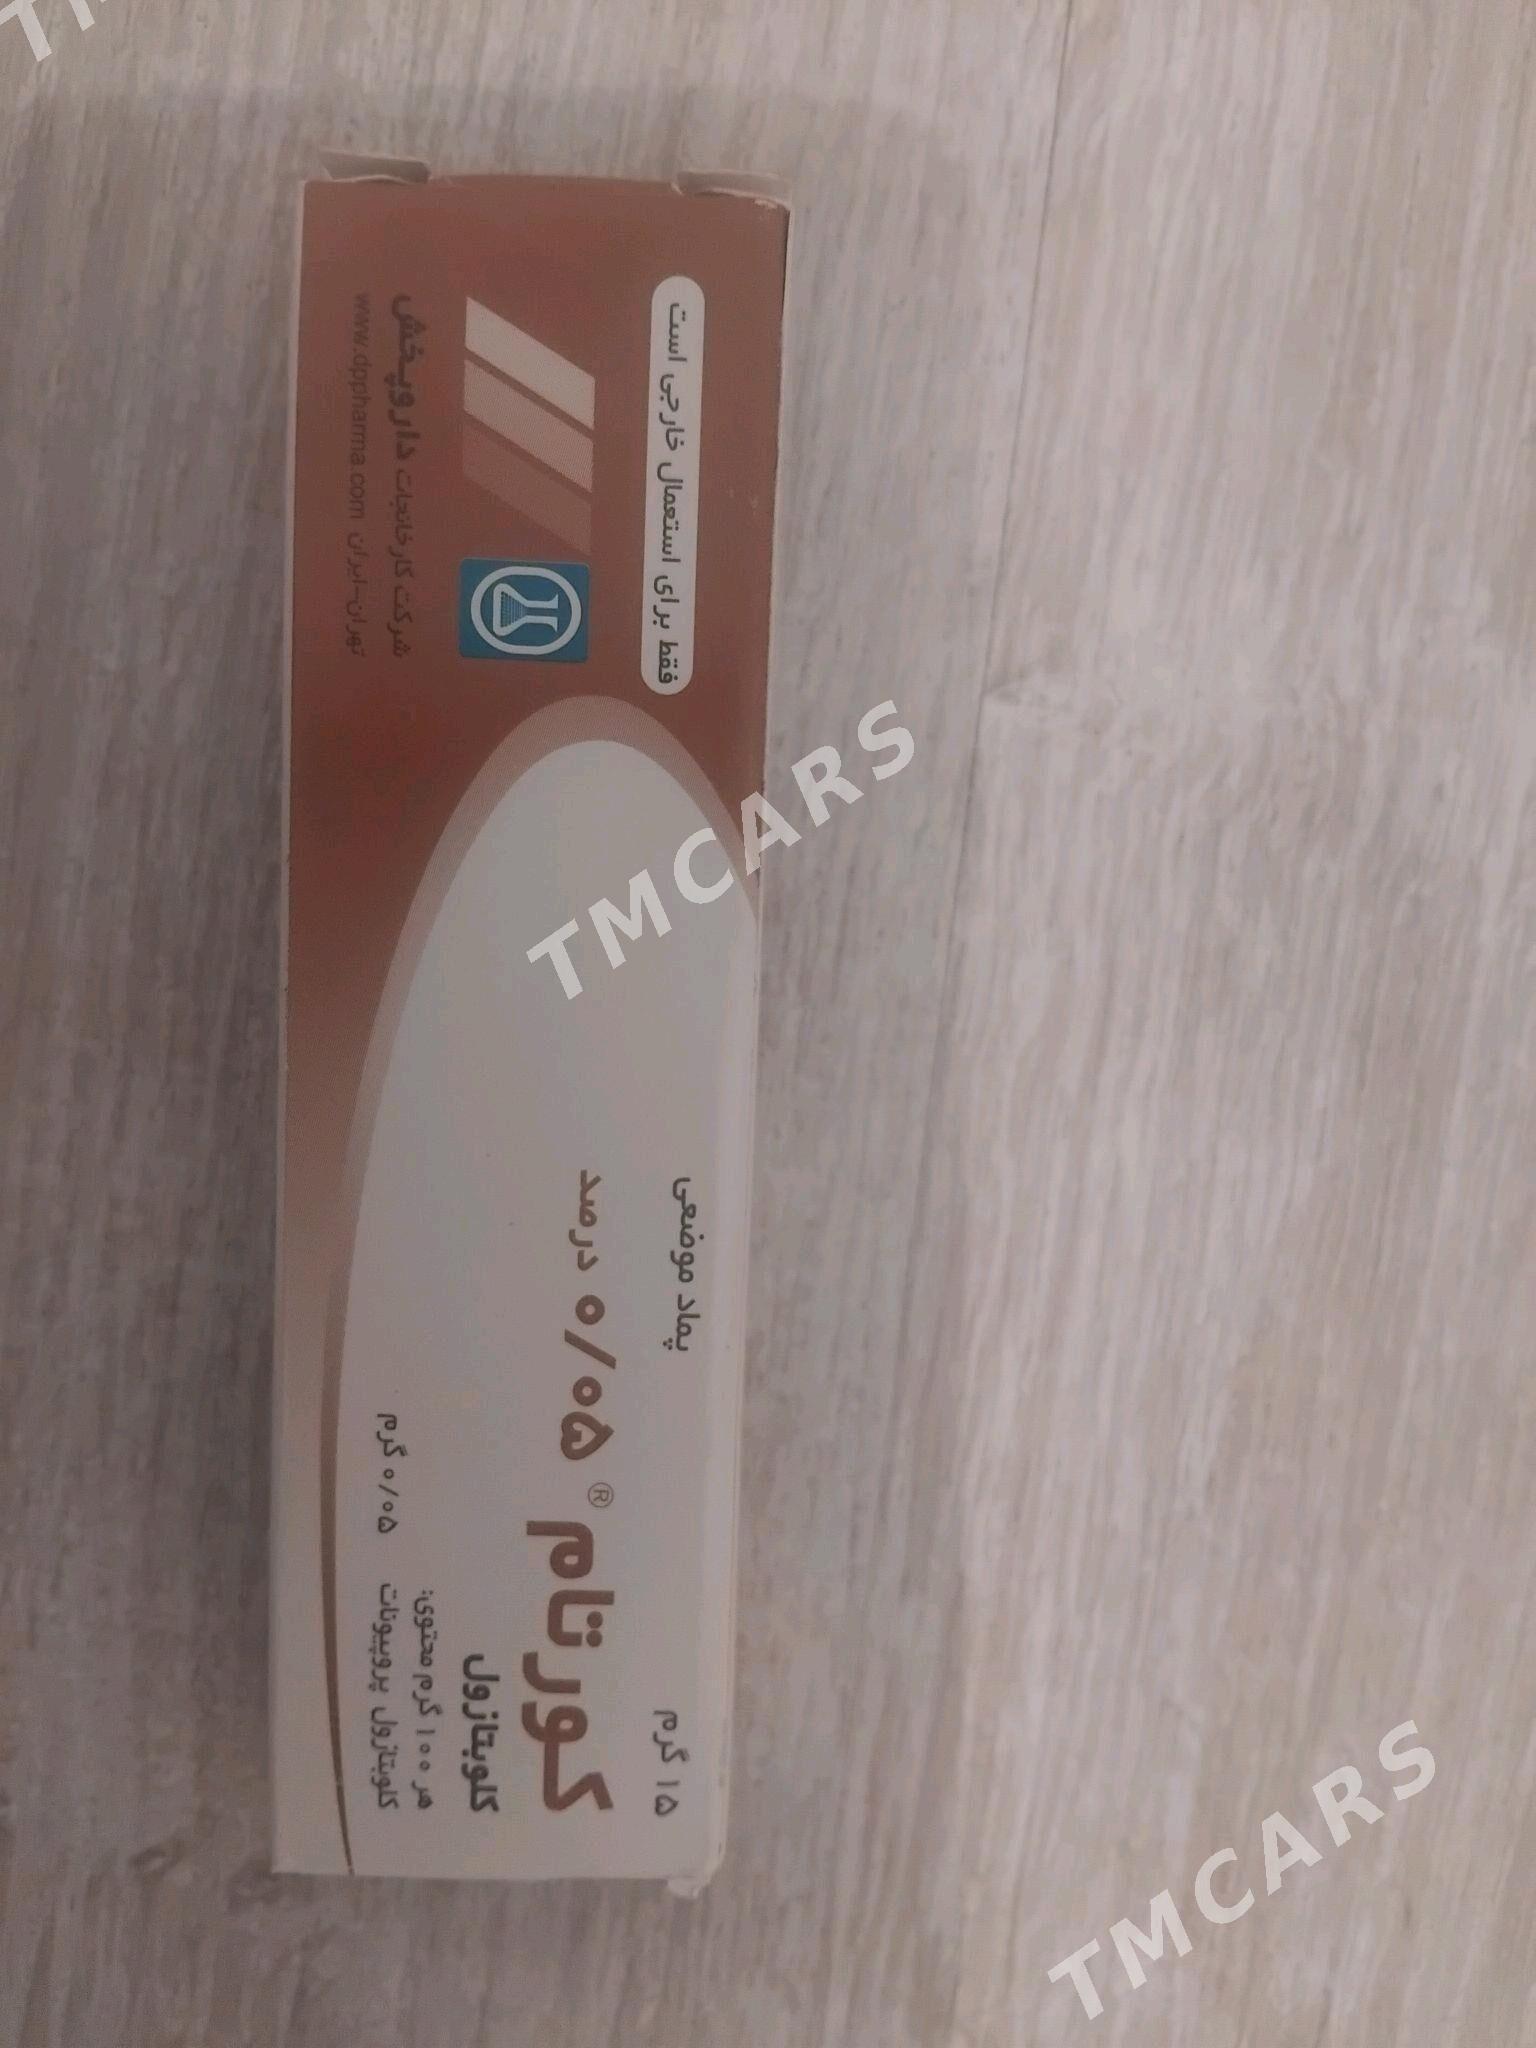 فقط برای استعمال خارجی است
پماد موضعی
۱۵ گرم
کورتام® ۰/۰۵ درصد
کلوبتازول
هر ۱۰۰ گرم محتوی:
کلوبتازول پروپیونات ۰/۰۵ گرم
شرکت کارخانجات داروپخش
تهران-ایران www.dppharma.com
TMCARS
TMCARS